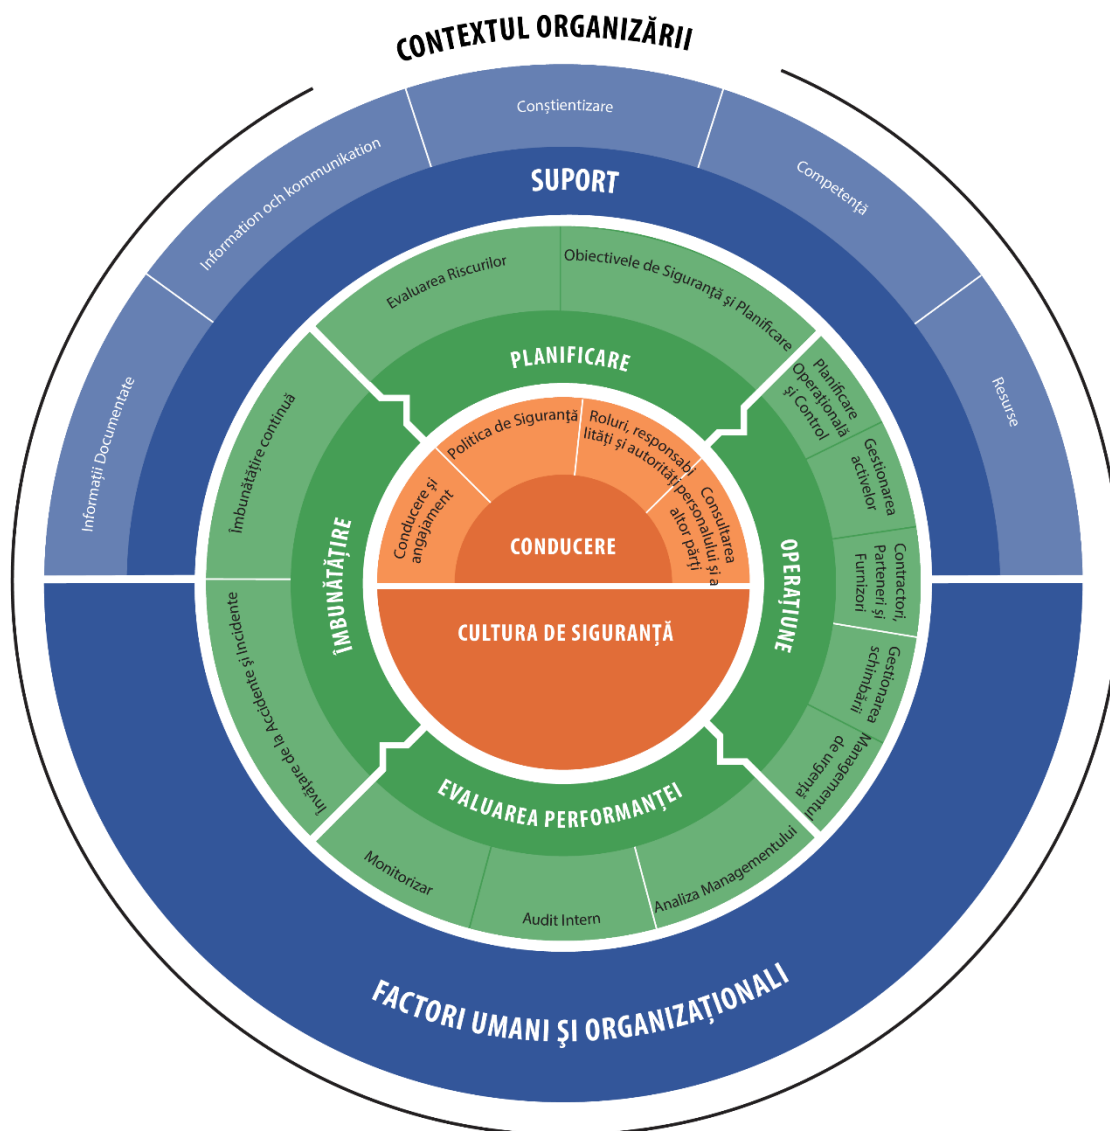 CONTEXTUL ORGANIZĂRII
Conștientizare
Information och kommunikation
Competență
Informații Documentate
Resurse
SUPORT
Evaluarea Riscurilor
Obiectivele de Siguranță și Planificare
PLANIFICARE
Planificare
Operațională
și Control
Gestionarea
activelor
Contractori,
Parteneri și
Furnizori
Gestionarea
schimbării
Managementul
de urgență
OPERAȚIUNE
Îmbunătățire continuă
Învățare de la Accidente și Incidente
ÎMBUNĂTĂȚIRE
Conducere și
angajament
Politica de Siguranță
Roluri, responsabi
lități și autorități
Consultarea
personalului și a
altor părți
CONDUCERE
CULTURA DE SIGURANȚĂ
EVALUAREA PERFORMANȚEI
Monitorizar
Audit Intern
Analiza Managementului
FACTORI UMANI ȘI ORGANIZAȚIONALI